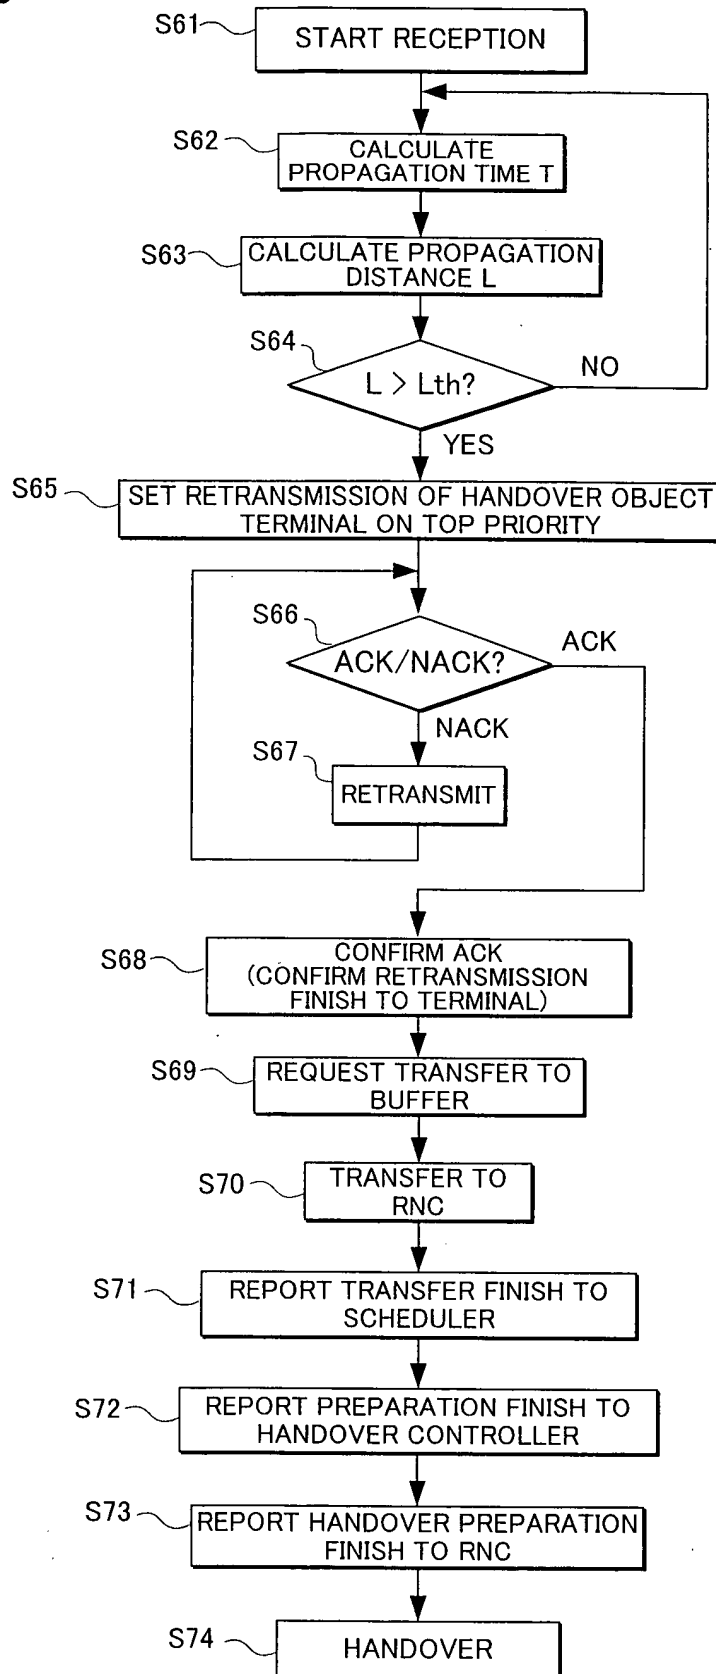 S61
START RECEPTION
S62
CALCULATE
PROPAGATION TIME T
S63
CALCULATE PROPAGATION
DISTANCE L
S64
L > Lth?
NO
YES
S65
SET RETRANSMISSION OF HANDOVER OBJECT
TERMINAL ON TOP PRIORITY
S66
ACK/NACK?
ACK
NACK
S67
RETRANSMIT
S68
CONFIRM ACK
(CONFIRM RETRANSMISSION
FINISH TO TERMINAL)
S69
REQUEST TRANSFER TO
BUFFER
S70
TRANSFER TO
RNC
S71
REPORT TRANSFER FINISH TO
SCHEDULER
S72
REPORT PREPARATION FINISH TO
HANDOVER CONTROLLER
S73
REPORT HANDOVER PREPARATION
FINISH TO RNC
S74
HANDOVER